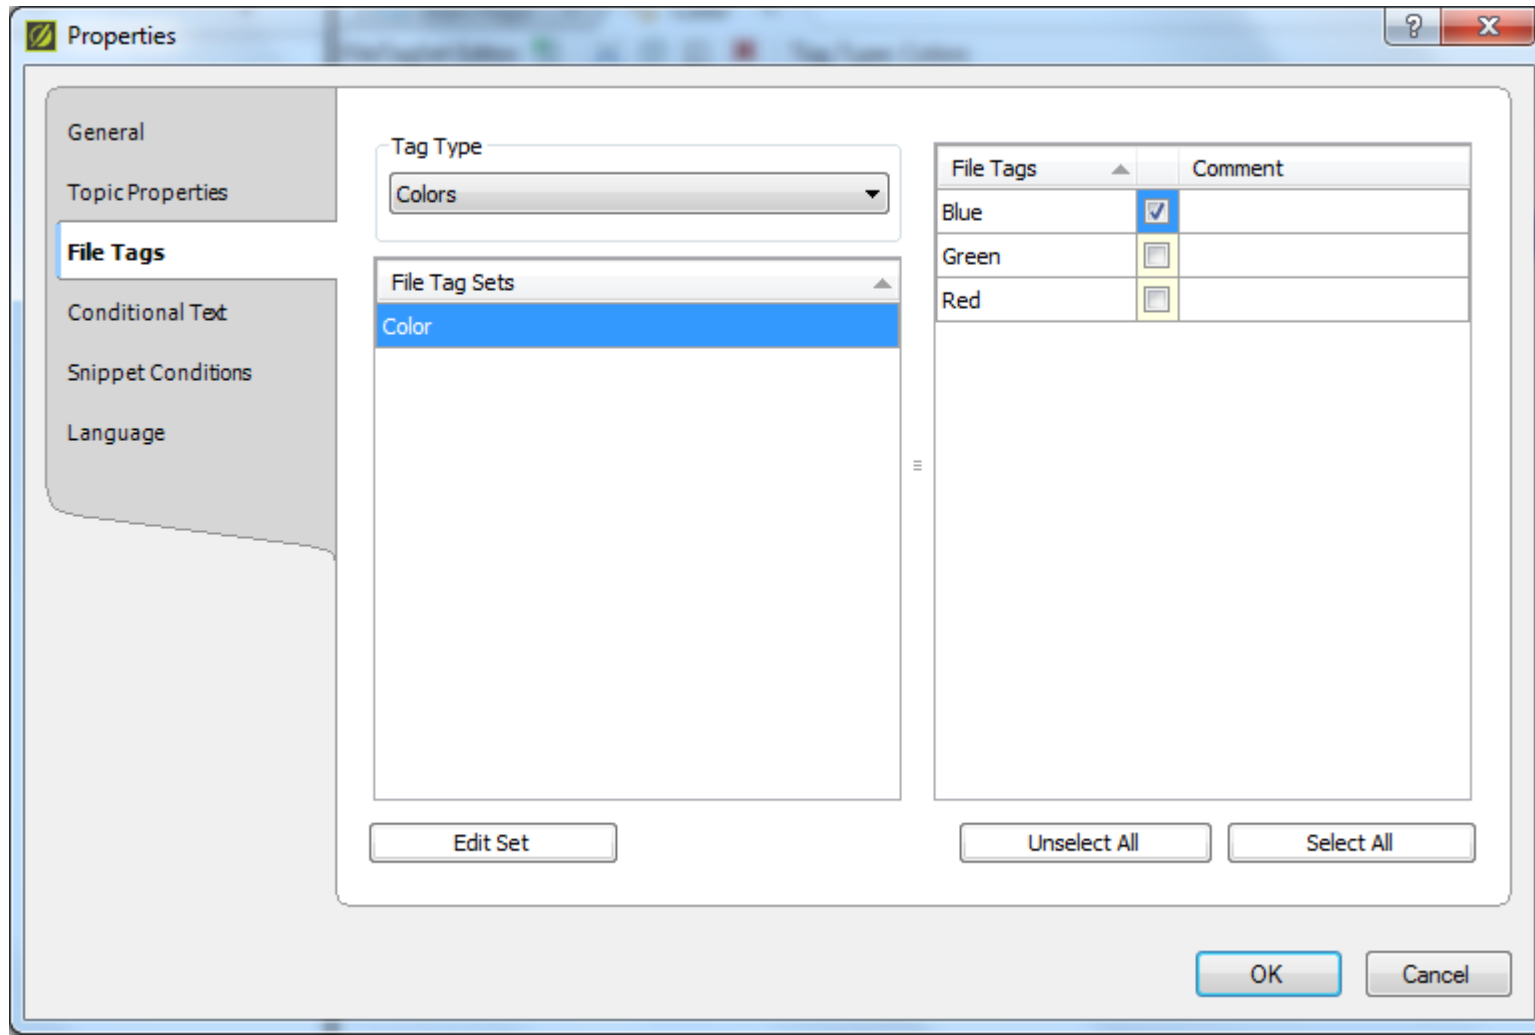 Properties
General
Topic Properties
File Tags
Conditional Text
Snippet Conditions
Language
Tag Type
Colors
File Tag Sets
Color
Edit Set
File Tags Comment
Blue
Green
Red
Unselect All Select All
OK Cancel